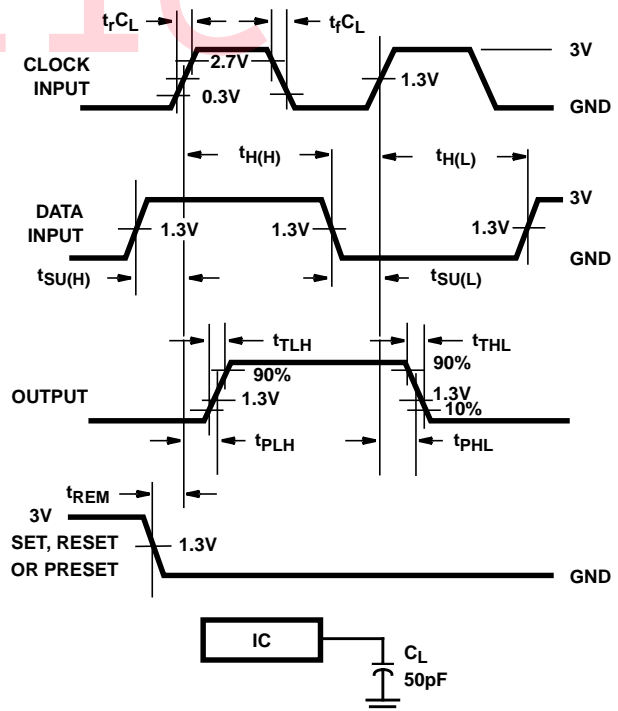 trCL
tfCL
CLOCK
INPUT
2.7V
0.3V
1.3V
3V
GND
tH(H)
tH(L)
DATA
INPUT
1.3V
1.3V
1.3V
3V
GND
tSU(H)
tSU(L)
tTLH
tTHL
90%
90%
OUTPUT
1.3V
1.3V
10%
tPLH
tPHL
tREM
3V
SET, RESET
OR PRESET
1.3V
GND
IC
CL
50pF